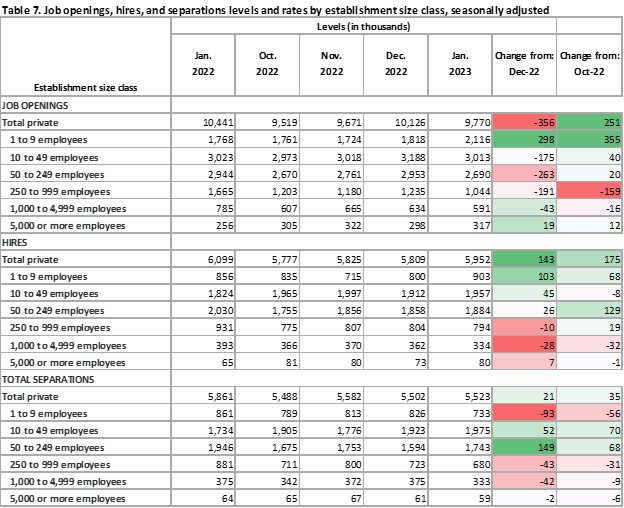 Table 7. Job openings, hires, and separations levels and rates by establishment size class, seasonally adjusted
Levels (in thousands)
Establishment size class Jan. 2022 Oct. 2022 Nov. 2022 Dec. 2022 Jan. 2023 Change from: Dec-22 Change from: Oct-22
JOB OPENINGS
Total private 10,441 9,519 9,671 10,126 9,770 -356 251
1 to 9 employees 1,768 1,761 1,724 1,818 2,116 298 355
10 to 49 employees 3,023 2,973 3,018 3,188 3,013 -175 40
50 to 249 employees 2,944 2,670 2,761 2,953 2,690 -263 20
250 to 999 employees 1,665 1,203 1,180 1,235 1,044 -191 -159
1,000 to 4,999 employees 785 607 665 634 591 -43 -16
5,000 or more employees 256 305 322 298 317 19 12
HIRES
Total private 6,099 5,777 5,825 5,809 5,952 143 175
1 to 9 employees 856 835 715 800 903 103 68
10 to 49 employees 1,824 1,965 1,997 1,912 1,957 45 -8
50 to 249 employees 2,030 1,755 1,856 1,858 1,884 26 129
250 to 999 employees 931 775 807 804 794 -10 19
1,000 to 4,999 employees 393 366 370 362 334 -28 -32
5,000 or more employees 65 81 80 73 80 7 -1
TOTAL SEPARATIONS
Total private 5,861 5,488 5,582 5,502 5,523 21 35
1 to 9 employees 861 789 813 826 733 -93 -56
10 to 49 employees 1,734 1,905 1,776 1,923 1,975 52 70
50 to 249 employees 1,946 1,675 1,753 1,594 1,743 149 68
250 to 999 employees 881 711 800 723 680 -43 -31
1,000 to 4,999 employees 375 342 372 375 333 -42 -9
5,000 or more employees 64 65 67 61 59 -2 -6